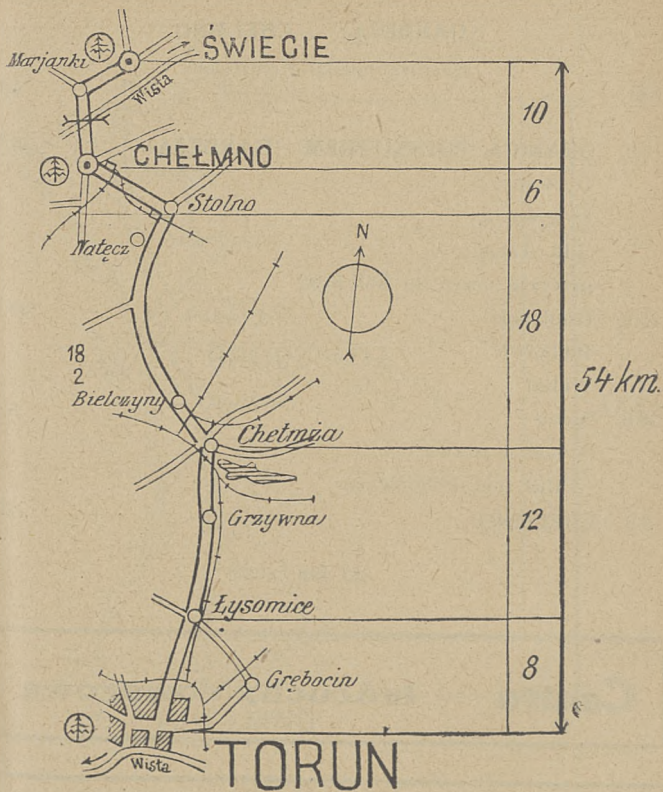 ŚWIECIE
Marjanki
Wisła
10
CHEŁMNO
6
Stolno
Nałęcz
N
18
18
2
54 km.
Bielczyny
Chełmża
Grzywna
12
Łysomice
8
Grębocin
Wisła
TORUN